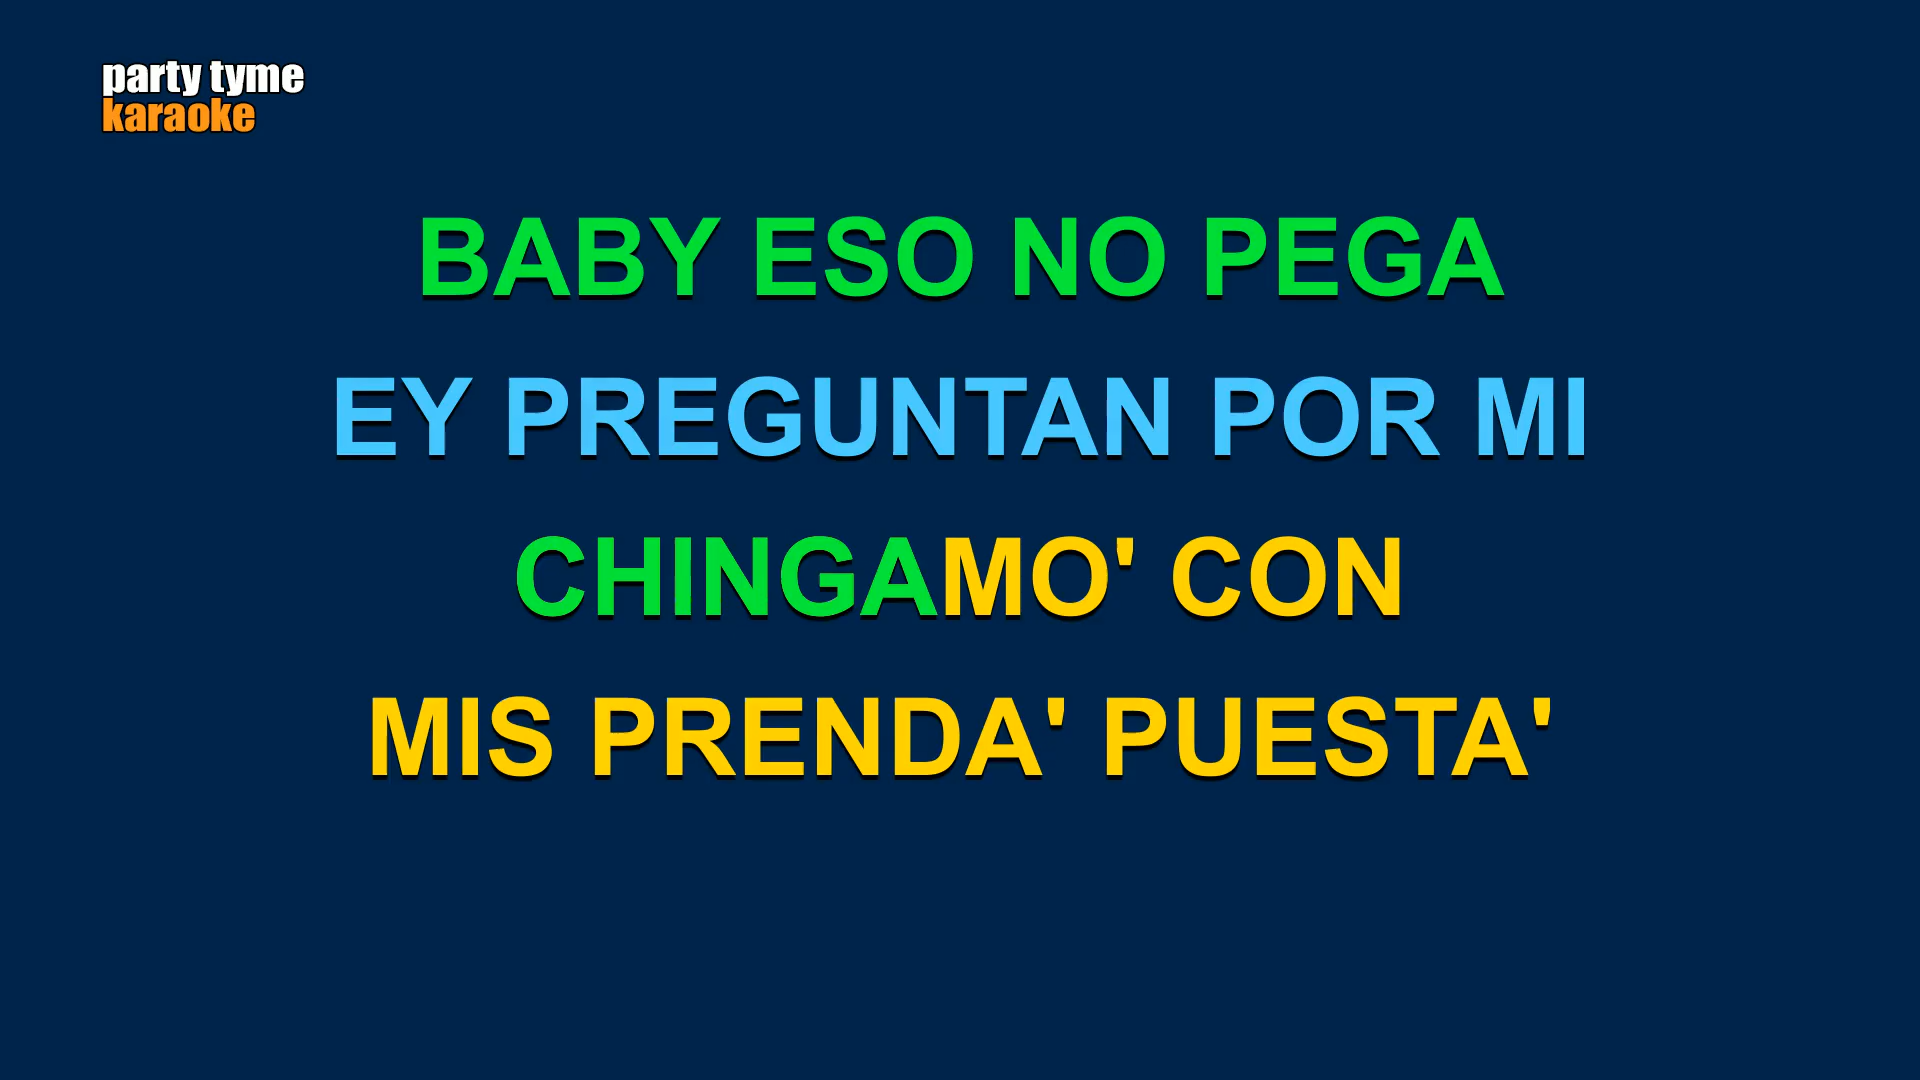 party tyme
karaoke
BABY ESO NO PEGA
EY PREGUNTAN POR MI
CHINGAMO' CON
MIS PRENDA' PUESTA'